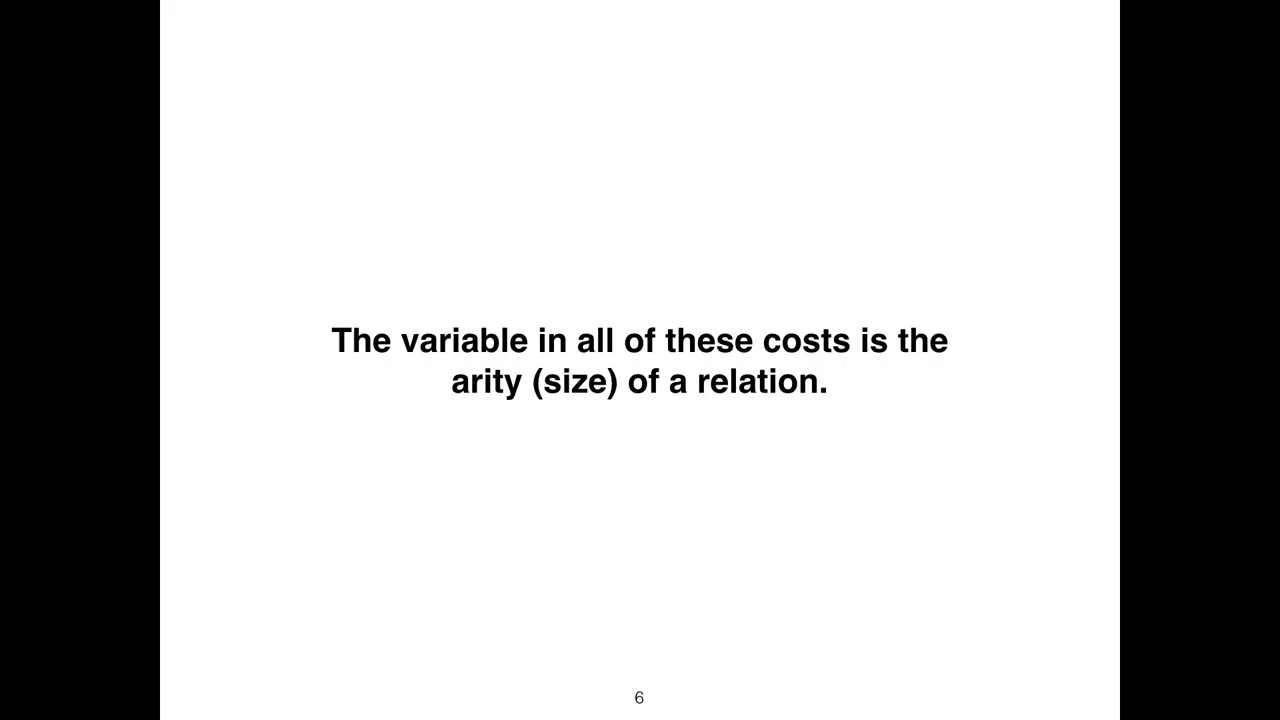 The variable in all of these costs is the
arity (size) of a relation.
6